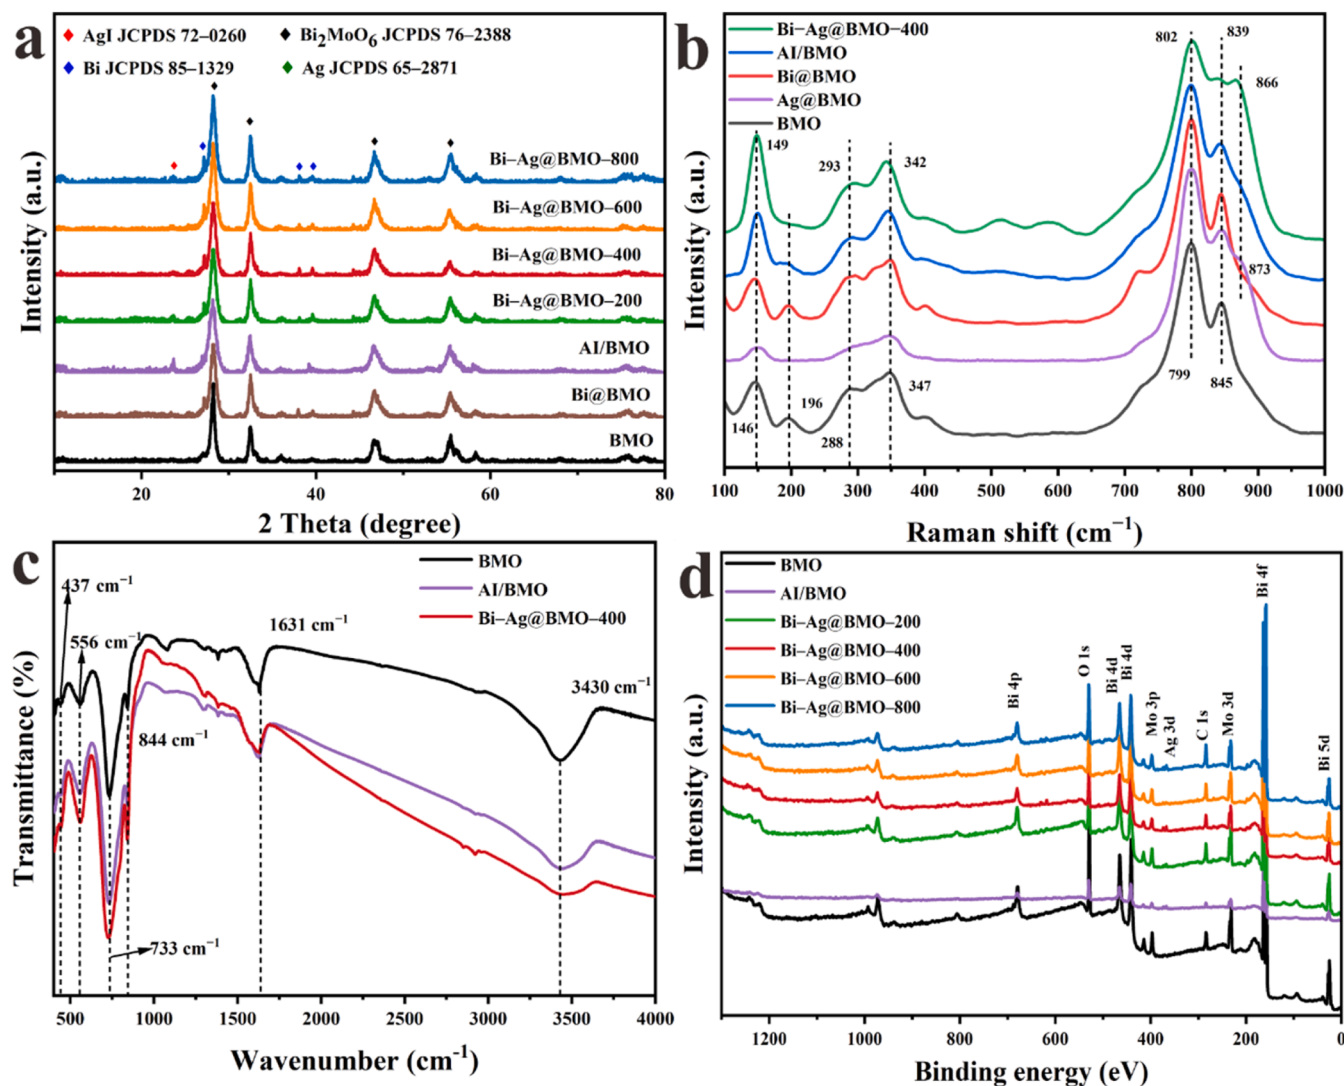 a
AgI JCPDS 72–0260
Bi₂MoO₆ JCPDS 76–2388
Bi JCPDS 85–1329
Ag JCPDS 65–2871
Bi–Ag@BMO–800
Bi–Ag@BMO–600
Bi–Ag@BMO–400
Bi–Ag@BMO–200
AI/BMO
Bi@BMO
BMO
Intensity (a.u.)
20 40 60 80
2 Theta (degree)
b
Bi–Ag@BMO–400
AI/BMO
Bi@BMO
Ag@BMO
BMO
802 839
866
149
293 342
873
799 845
347
196
146
288
Intensity (a.u.)
100 200 300 400 500 600 700 800 900 1000
Raman shift (cm⁻¹)
c
BMO
AI/BMO
Bi–Ag@BMO–400
437 cm⁻¹
556 cm⁻¹
1631 cm⁻¹
3430 cm⁻¹
844 cm⁻¹
733 cm⁻¹
Transmittance (%)
500 1000 1500 2000 2500 3000 3500 4000
Wavenumber (cm⁻¹)
d
BMO
AI/BMO
Bi–Ag@BMO–200
Bi–Ag@BMO–400
Bi–Ag@BMO–600
Bi–Ag@BMO–800
Bi 4p
O 1s
Bi 4d
Bi 4d
Mo 3p
Ag 3d
C 1s
Mo 3d
Bi 4f
Bi 5d
Intensity (a.u.)
1200 1000 800 600 400 200 0
Binding energy (eV)